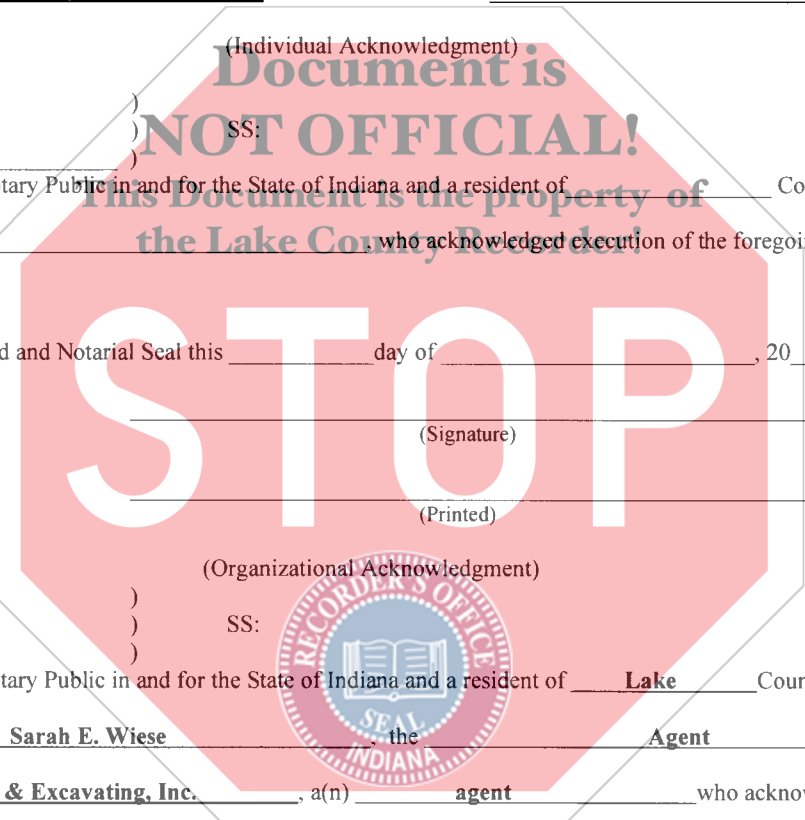 (Individual Acknowledgment)
Document is
)
) SS:
NOT OFFICIAL!
)
tary Public in and for the State of Indiana and a resident of Co
This Document is the property of
, who acknowledged execution of the foregoi
the Lake County Recorder!
STOP
d and Notarial Seal this day of , 20
(Signature)
(Printed)
(Organizational Acknowledgment)
)
) SS:
)
RECORDER'S OFFICE
SEAL
INDIANA
tary Public in and for the State of Indiana and a resident of Lake Coun
Sarah E. Wiese , the Agent
& Excavating, Inc. , a(n) agent who acknow